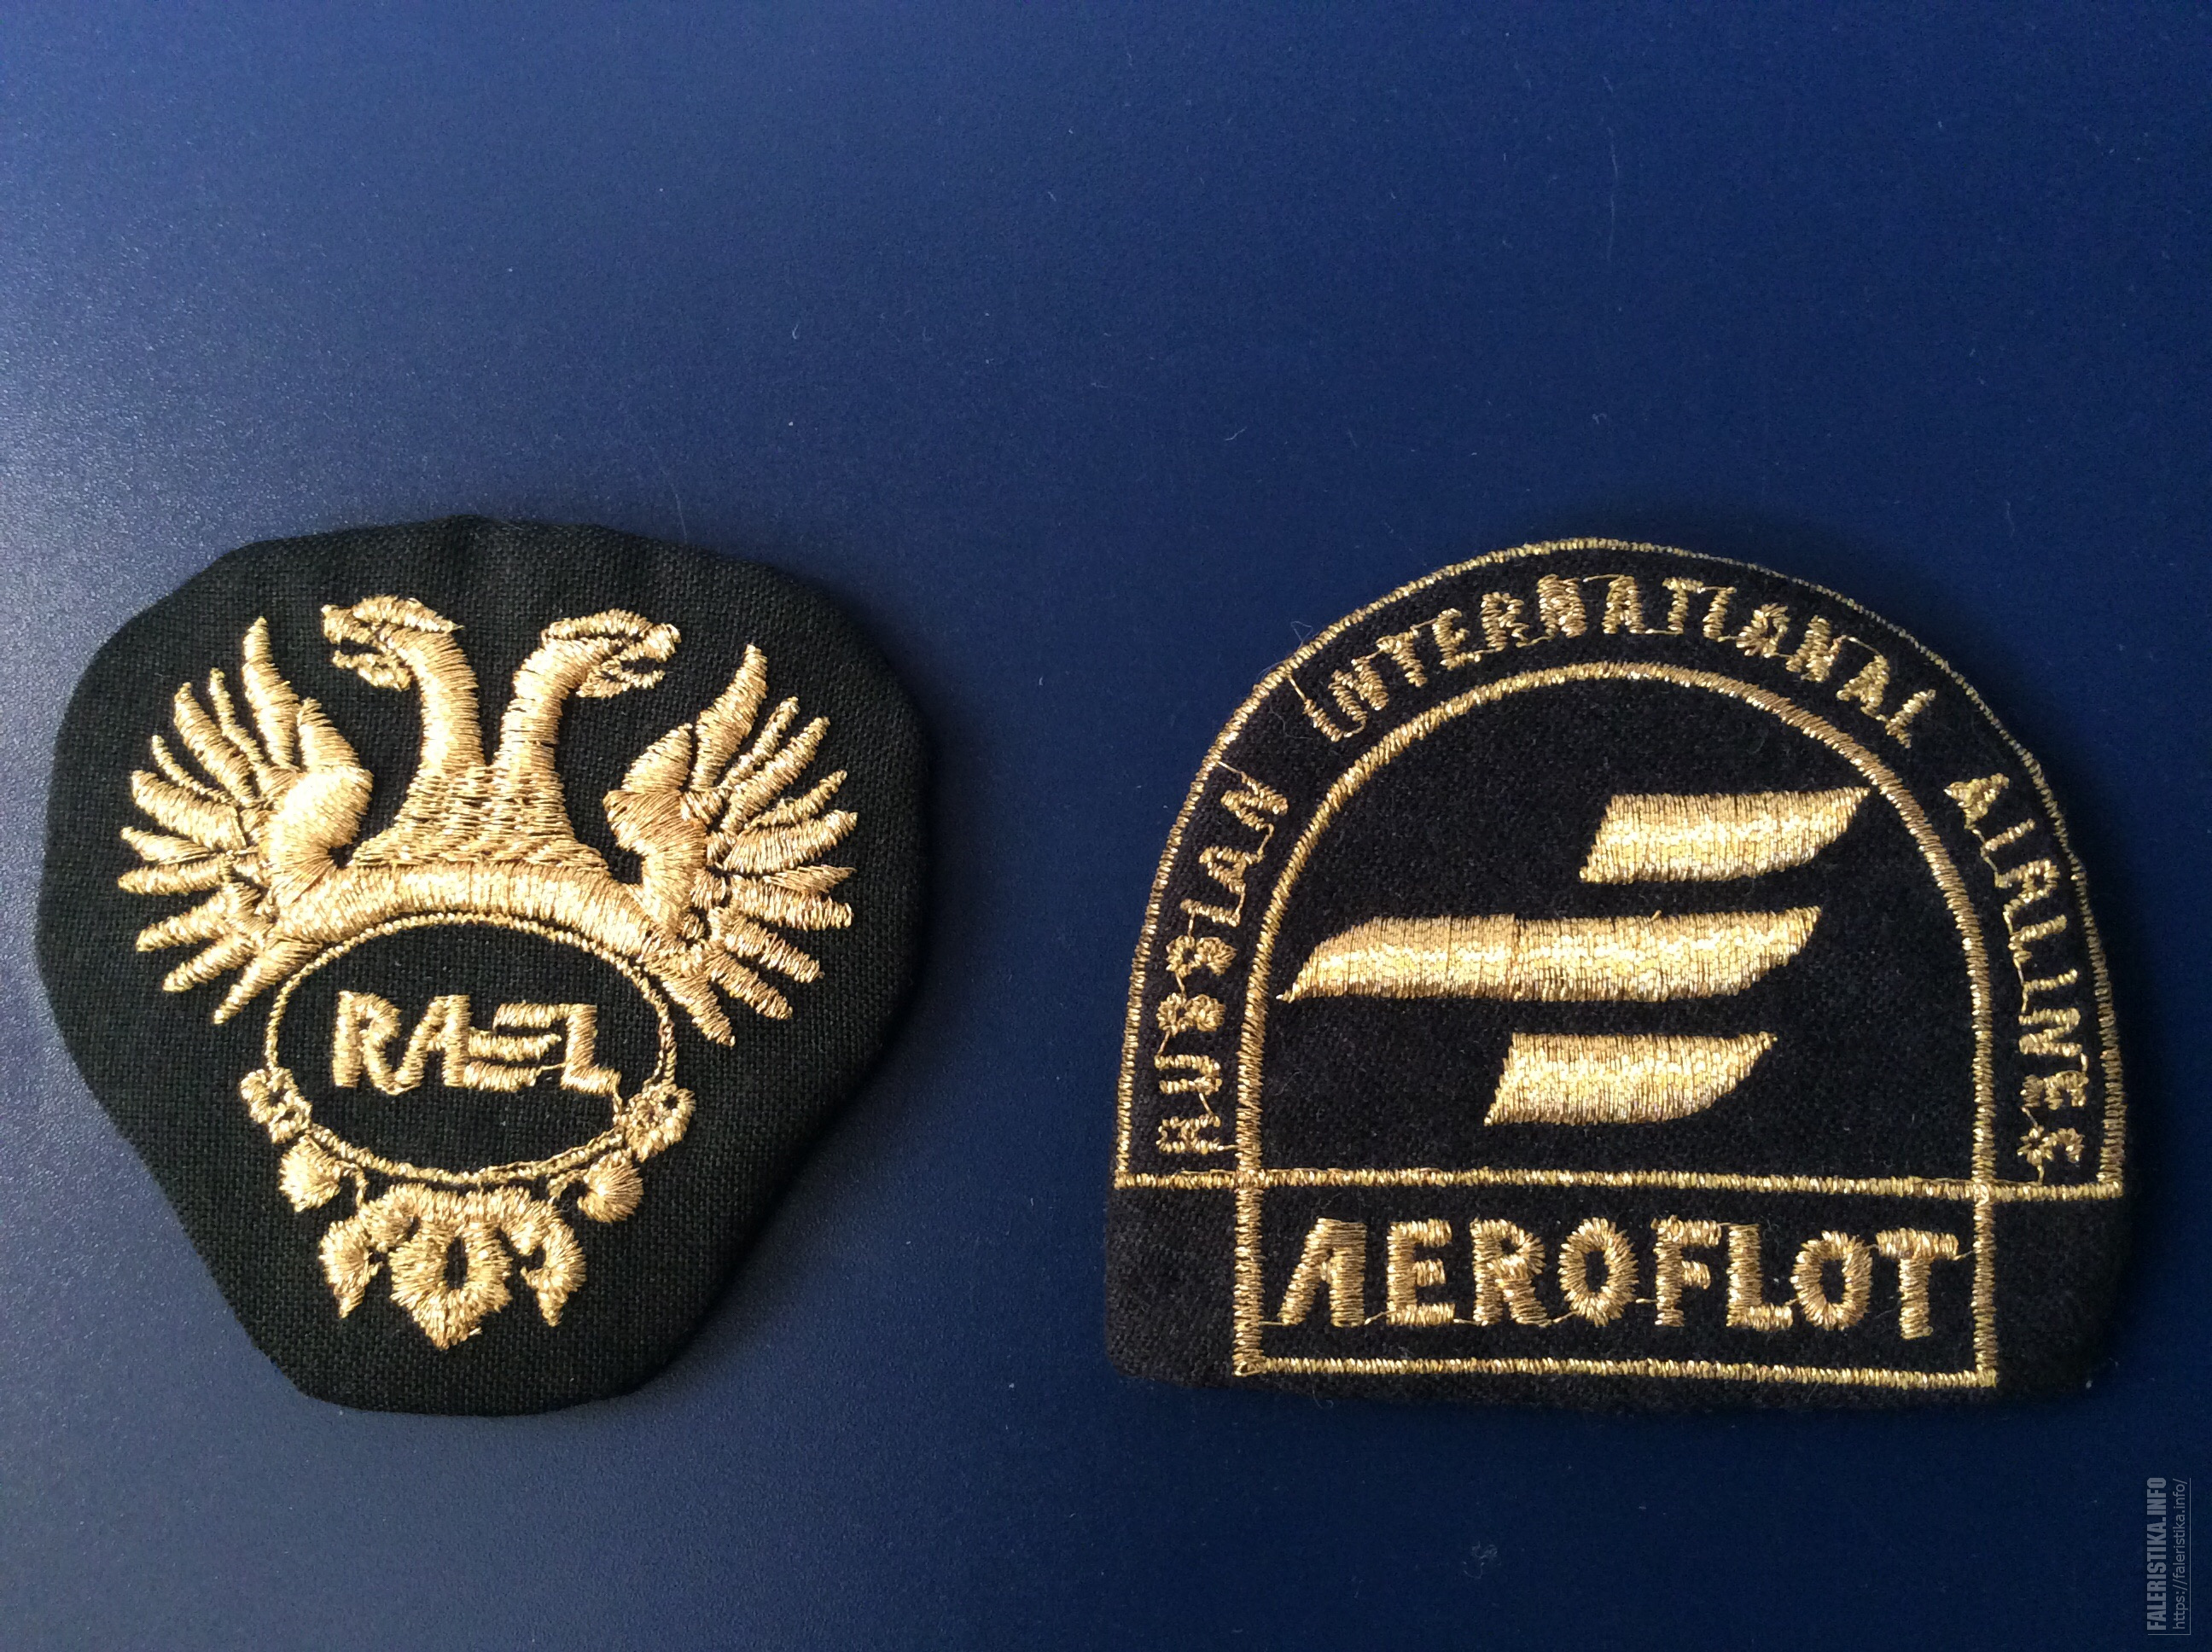 RAEL
RUSSIAN INTERNATIONAL AIRLINES
AEROFLOT
FALERISTIKA.INFO
https://faleristika.info/